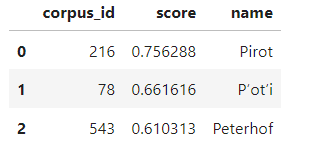 corpus_id score name
0 216 0.756288 Pirot
1 78 0.661616 P’ot’i
2 543 0.610313 Peterhof